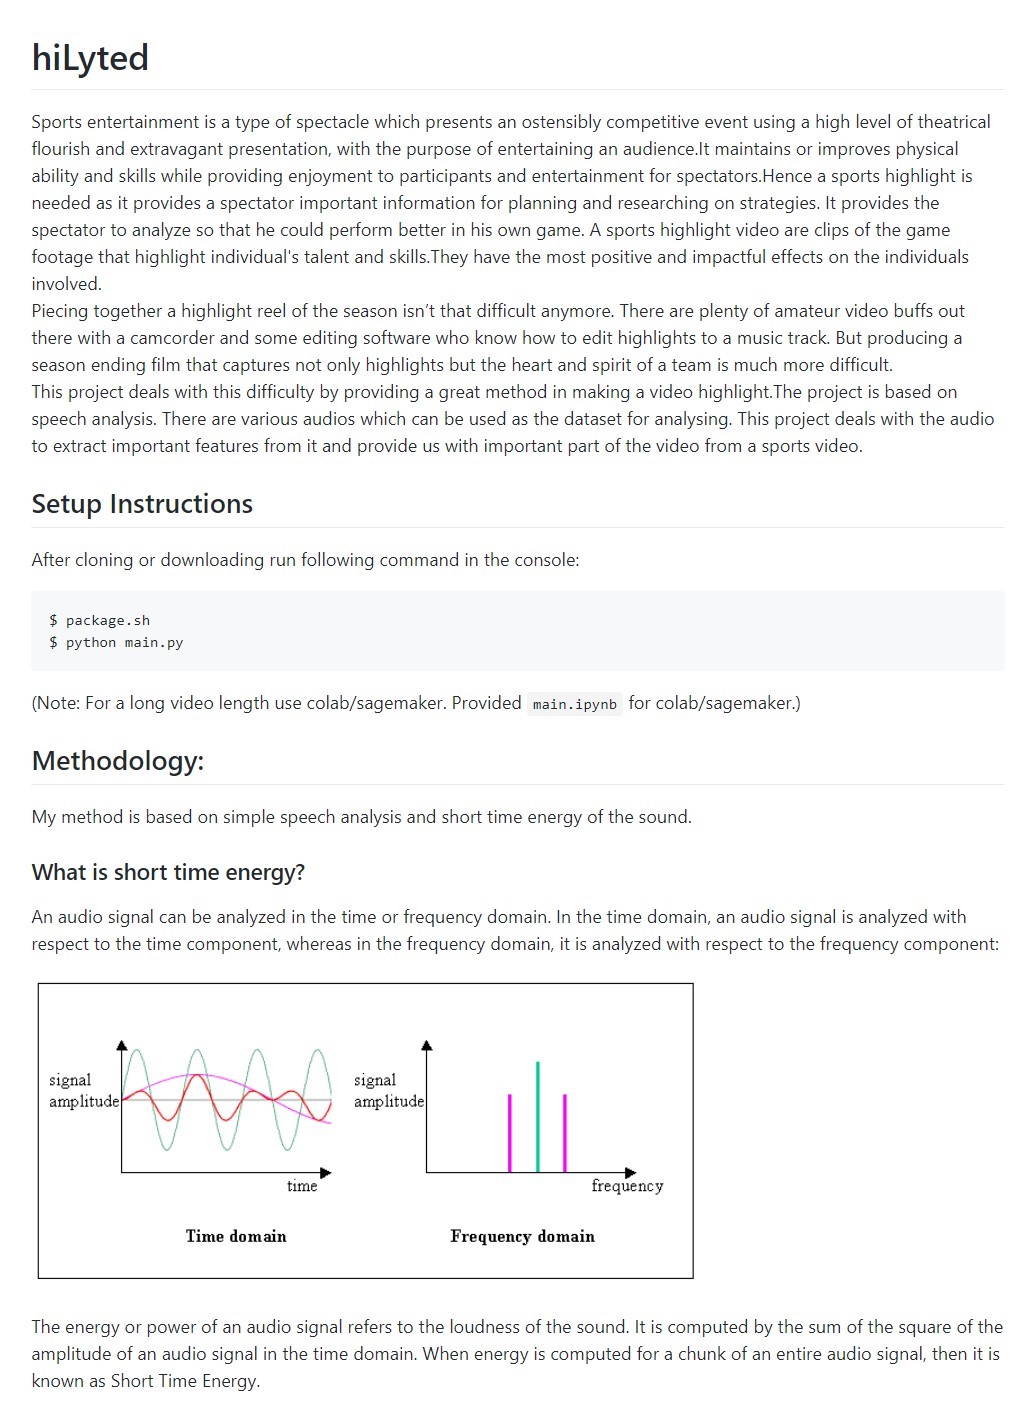 hiLyted
Sports entertainment is a type of spectacle which presents an ostensibly competitive event using a high level of theatrical
flourish and extravagant presentation, with the purpose of entertaining an audience.It maintains or improves physical
ability and skills while providing enjoyment to participants and entertainment for spectators.Hence a sports highlight is
needed as it provides a spectator important information for planning and researching on strategies. It provides the
spectator to analyze so that he could perform better in his own game. A sports highlight video are clips of the game
footage that highlight individual's talent and skills.They have the most positive and impactful effects on the individuals
involved.
Piecing together a highlight reel of the season isn’t that difficult anymore. There are plenty of amateur video buffs out
there with a camcorder and some editing software who know how to edit highlights to a music track. But producing a
season ending film that captures not only highlights but the heart and spirit of a team is much more difficult.
This project deals with this difficulty by providing a great method in making a video highlight.The project is based on
speech analysis. There are various audios which can be used as the dataset for analysing. This project deals with the audio
to extract important features from it and provide us with important part of the video from a sports video.
Setup Instructions
After cloning or downloading run following command in the console:
$ package.sh
$ python main.py
(Note: For a long video length use colab/sagemaker. Provided main.ipynb for colab/sagemaker.)
Methodology:
My method is based on simple speech analysis and short time energy of the sound.
What is short time energy?
An audio signal can be analyzed in the time or frequency domain. In the time domain, an audio signal is analyzed with
respect to the time component, whereas in the frequency domain, it is analyzed with respect to the frequency component:
signal
amplitude
time
Time domain
signal
amplitude
frequency
Frequency domain
The energy or power of an audio signal refers to the loudness of the sound. It is computed by the sum of the square of the
amplitude of an audio signal in the time domain. When energy is computed for a chunk of an entire audio signal, then it is
known as Short Time Energy.